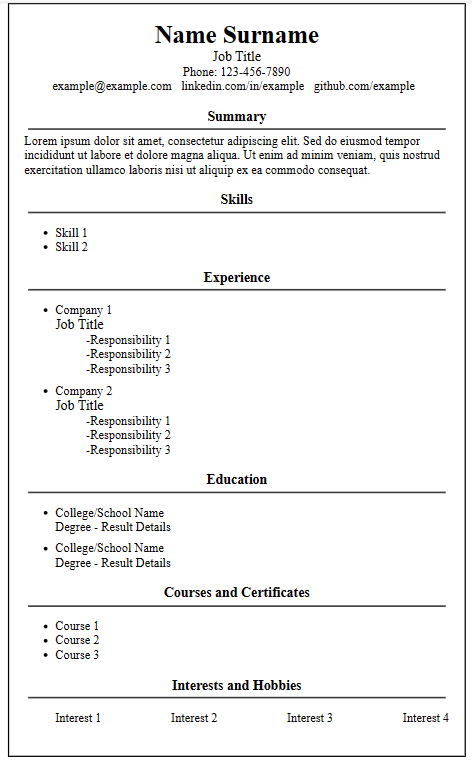 Name Surname
Job Title
Phone: 123-456-7890
example@example.com linkedin.com/in/example github.com/example
Summary
Lorem ipsum dolor sit amet, consectetur adipiscing elit. Sed do eiusmod tempor
incididunt ut labore et dolore magna aliqua. Ut enim ad minim veniam, quis nostrud
exercitation ullamco laboris nisi ut aliquip ex ea commodo consequat.
Skills
• Skill 1
• Skill 2
Experience
• Company 1
Job Title
-Responsibility 1
-Responsibility 2
-Responsibility 3
• Company 2
Job Title
-Responsibility 1
-Responsibility 2
-Responsibility 3
Education
• College/School Name
Degree - Result Details
• College/School Name
Degree - Result Details
Courses and Certificates
• Course 1
• Course 2
• Course 3
Interests and Hobbies
Interest 1 Interest 2 Interest 3 Interest 4